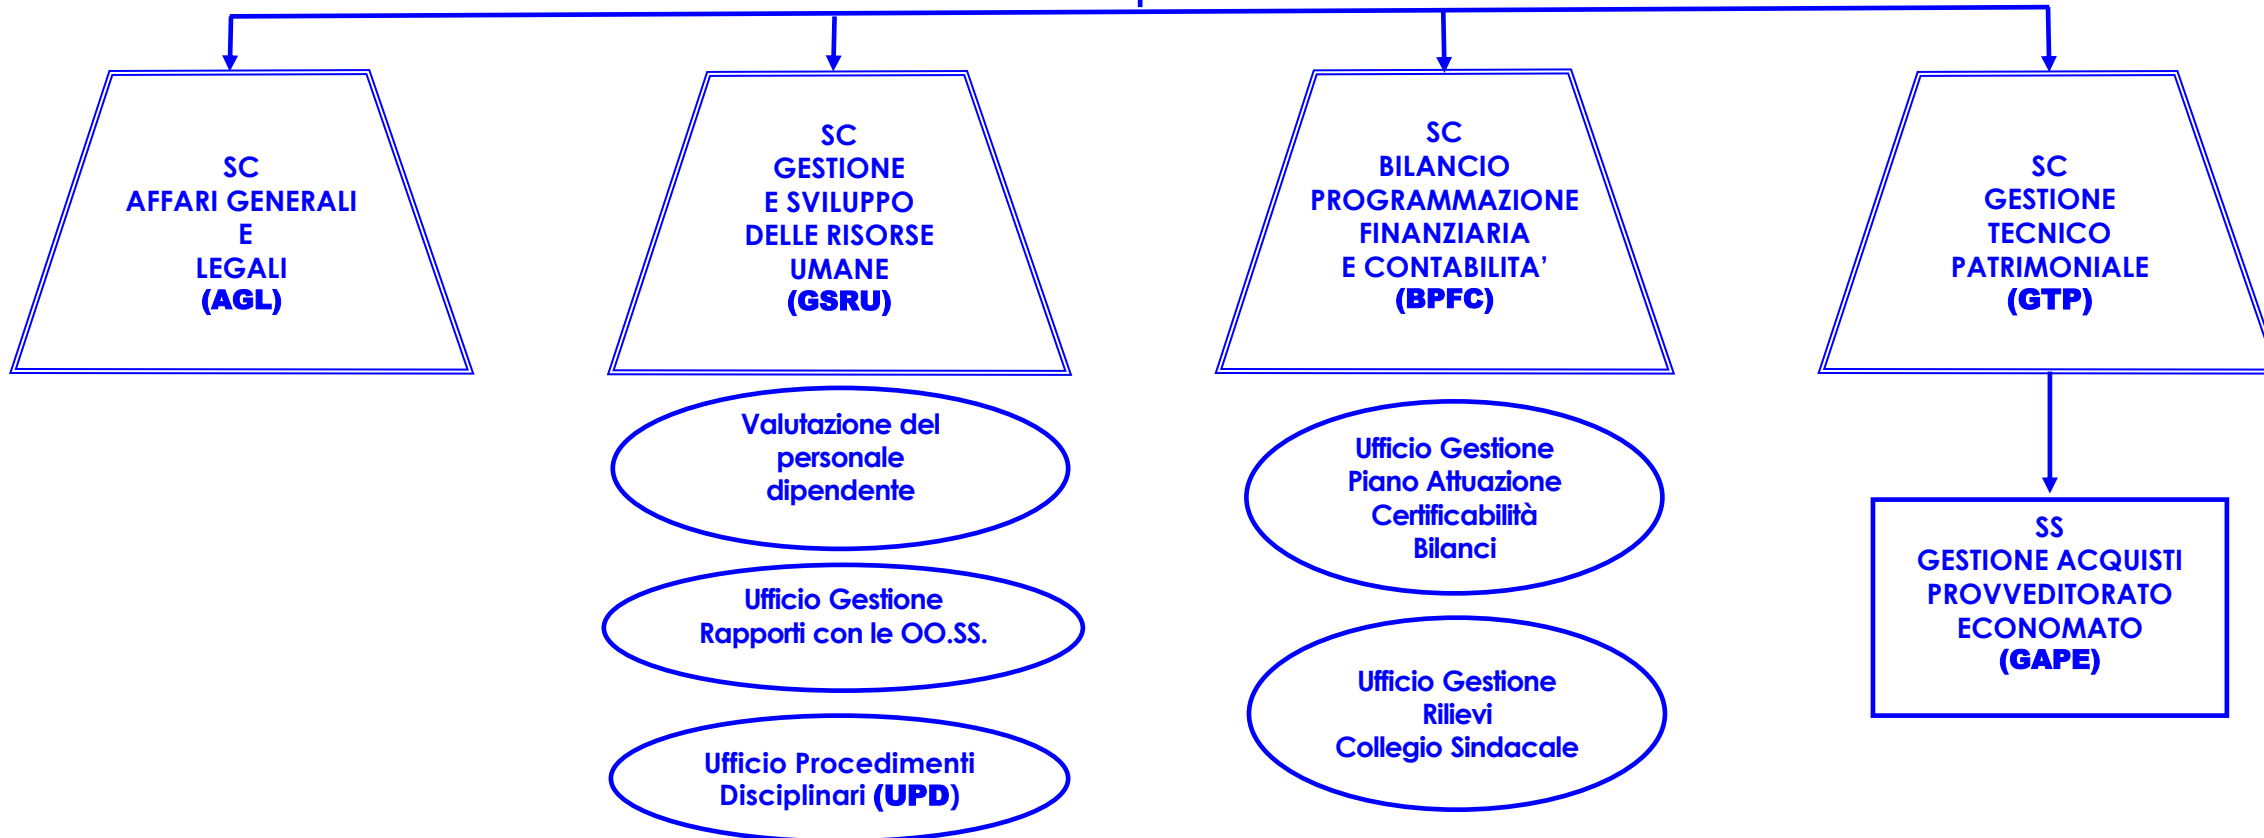 SC
AFFARI GENERALI
E
LEGALI
(AGL)
SC
GESTIONE
E SVILUPPO
DELLE RISORSE
UMANE
(GSRU)
SC
BILANCIO
PROGRAMMAZIONE
FINANZIARIA
E CONTABILITA’
(BPFC)
SC
GESTIONE
TECNICO
PATRIMONIALE
(GTP)
Valutazione del
personale
dipendente
Ufficio Gestione
Rapporti con le OO.SS.
Ufficio Procedimenti
Disciplinari (UPD)
Ufficio Gestione
Piano Attuazione
Certificabilità
Bilanci
Ufficio Gestione
Rilievi
Collegio Sindacale
SS
GESTIONE ACQUISTI
PROVVEDITORATO
ECONOMATO
(GAPE)